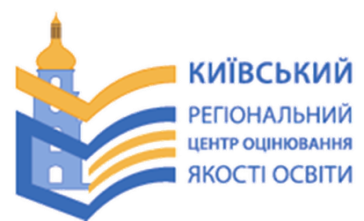 КИЇВСЬКИЙ
РЕГІОНАЛЬНИЙ
ЦЕНТР ОЦІНЮВАННЯ
ЯКОСТІ ОСВІТИ